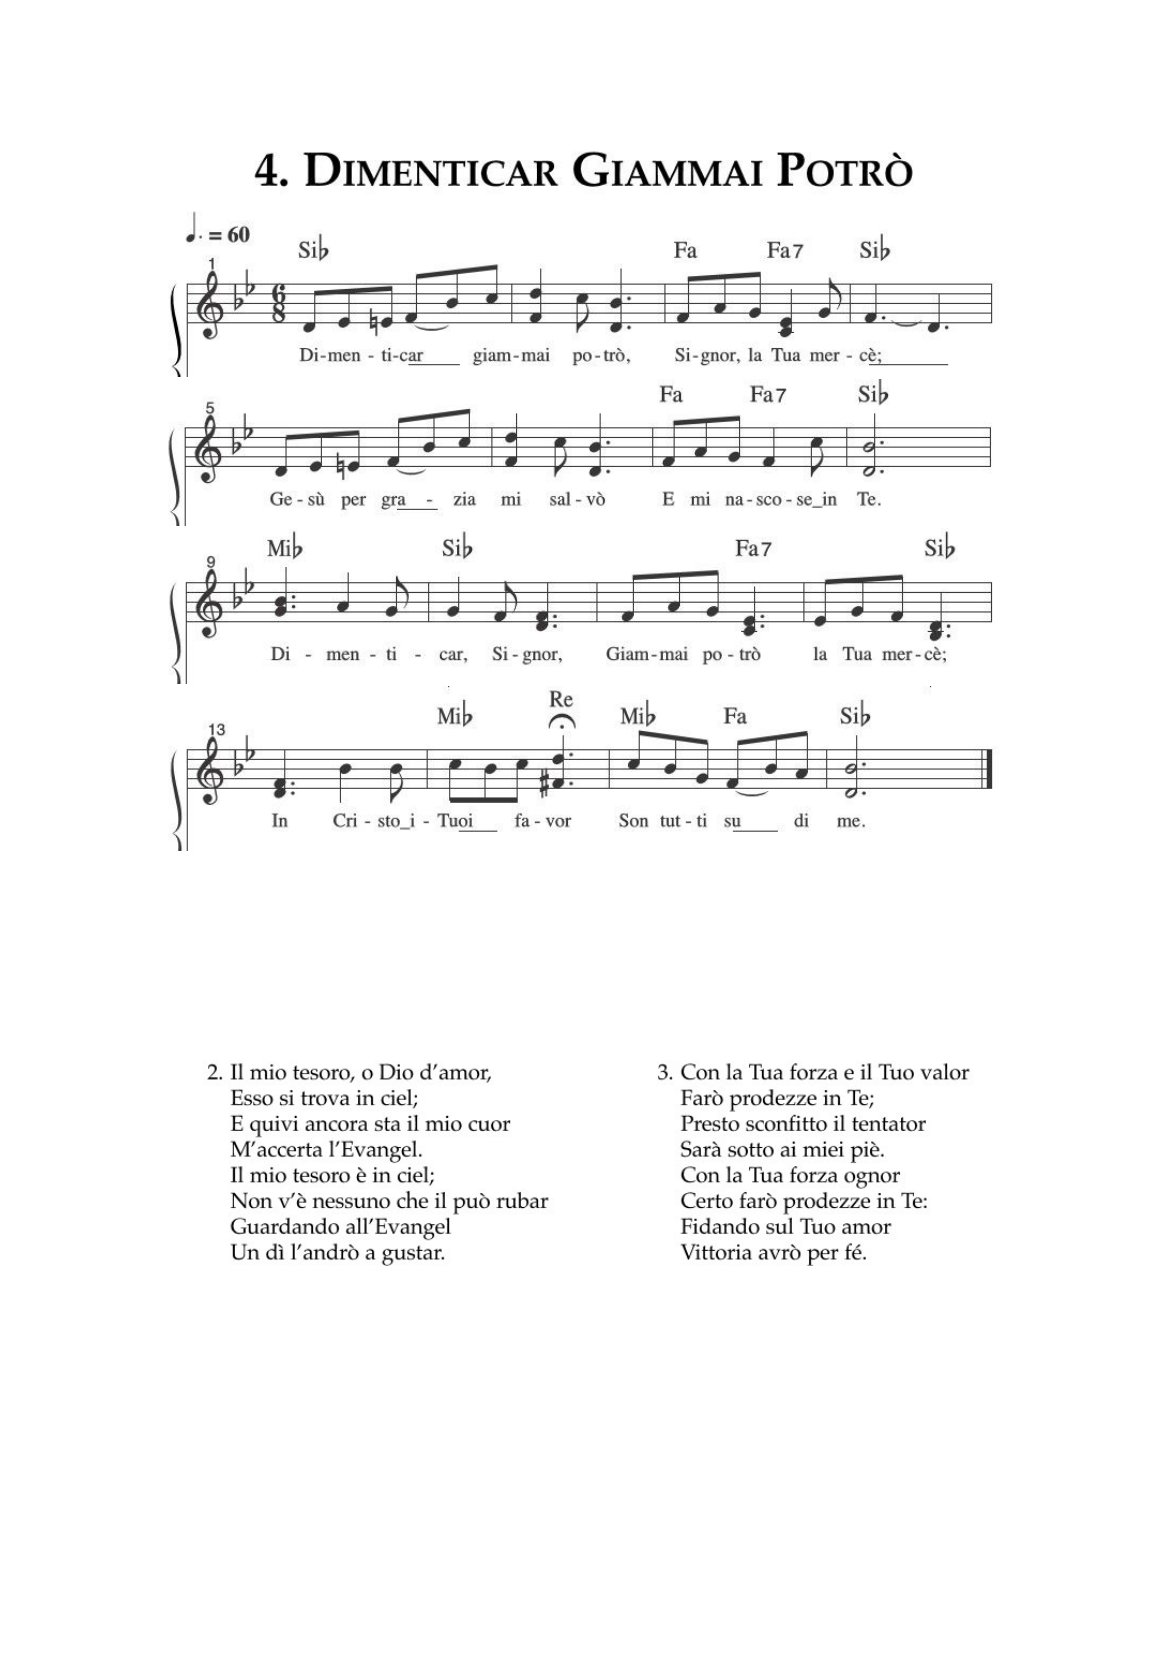 4. Dimenticar Giammai Potrò
♩. = 60
Si♭ Fa Fa7 Si♭
1
6
8
Di-men - ti-car____ giam-mai po-trò, Si-gnor, la Tua mer - cè;________
Fa Fa7 Si♭
5
Ge - sù per gra_-_ zia mi sal - vò E mi na-sco-se_in Te.
Mi♭ Si♭ Fa7 Si♭
9
Di - men - ti - car, Si - gnor, Giam-mai po - trò la Tua mer-cè;
Mi♭ Re Mi♭ Fa Si♭
13
In Cri - sto_i - Tuoi____ fa - vor Son tut - ti su____ di me.
2. Il mio tesoro, o Dio d'amor,
Esso si trova in ciel;
E quivi ancora sta il mio cuor
M'accerta l'Evangel.
Il mio tesoro è in ciel;
Non v'è nessuno che il può rubar
Guardando all'Evangel
Un dì l'andrò a gustar.
3. Con la Tua forza e il Tuo valor
Farò prodezze in Te;
Presto sconfitto il tentator
Sarà sotto ai miei piè.
Con la Tua forza ognor
Certo farò prodezze in Te:
Fidando sul Tuo amor
Vittoria avrò per fé.